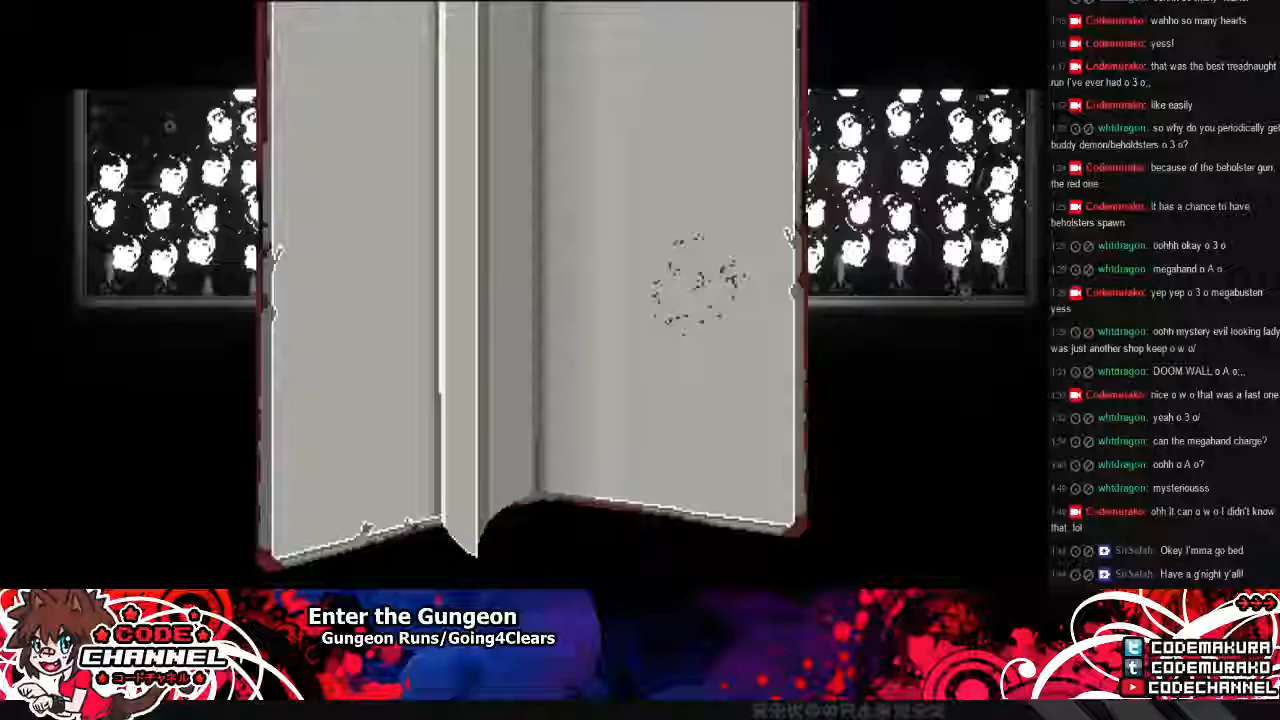 Codemurako: wahho so many hearts
Codemurako: yess!
Codemurako: that was the best treadnaught
run I've ever had o 3 o,,
Codemurako: like easily
whtdragon: so why do you periodically get
buddy demon/beholdsters o 3 o?
Codemurako: because of the beholster gun,
the red one
Codemurako: it has a chance to have
beholsters spawn
whtdragon: oohhh okay o 3 o
whtdragon: megahand o A o
Codemurako: yep yep o 3 o megabusten
yess
whtdragon: oohh mystery evil looking lady
was just another shop keep o w o/
whtdragon: DOOM WALL o A o;,,
Codemurako: nice o w o that was a fast one
whtdragon: yeah o 3 o/
whtdragon: can the megahand charge?
whtdragon: oohh o A o?
whtdragon: mysteriousss
Codemurako: ohh it can o w o I didn't know
that. lol
SirSelah: Okey I'mma go bed
SirSelah: Have a g'night y'all!
Enter the Gungeon
Gungeon Runs/Going4Clears
CODE
CHANNEL
コードチャンネル
CODEMAKURA
CODEMURAKO
CODECHANNEL